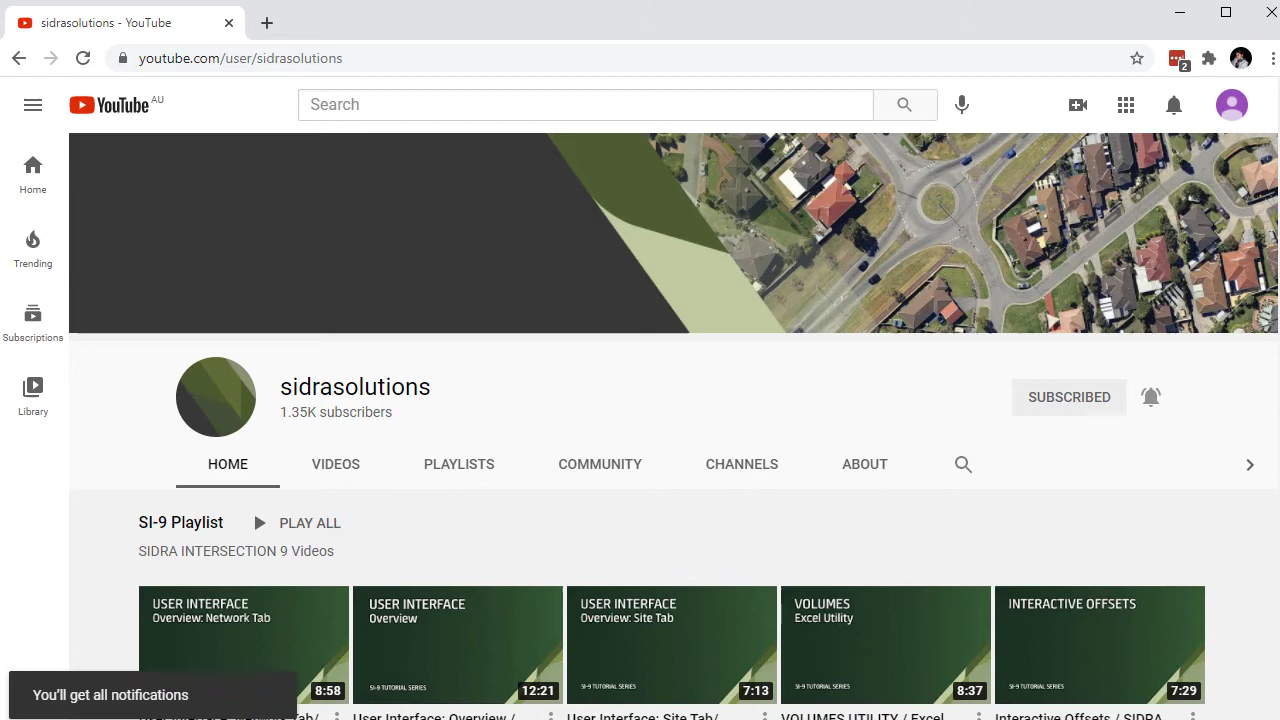 sidrasolutions - YouTube
youtube.com/user/sidrasolutions
2
YouTube AU
Search
Home
Trending
Subscriptions
Library
sidrasolutions
1.35K subscribers
SUBSCRIBED
HOME VIDEOS PLAYLISTS COMMUNITY CHANNELS ABOUT
SI-9 Playlist PLAY ALL
SIDRA INTERSECTION 9 Videos
USER INTERFACE
Overview: Network Tab
8:58
USER INTERFACE
Overview
SI-9 TUTORIAL SERIES
12:21
USER INTERFACE
Overview: Site Tab
SI-9 TUTORIAL SERIES
7:13
VOLUMES
Excel Utility
SI-9 TUTORIAL SERIES
8:37
INTERACTIVE OFFSETS
SI-9 TUTORIAL SERIES
7:29
You'll get all notifications
User Interface: Network Tab/
User Interface: Overview /
User Interface: Site Tab/
VOLUMES UTILITY / Excel
Interactive Offsets / SIDRA